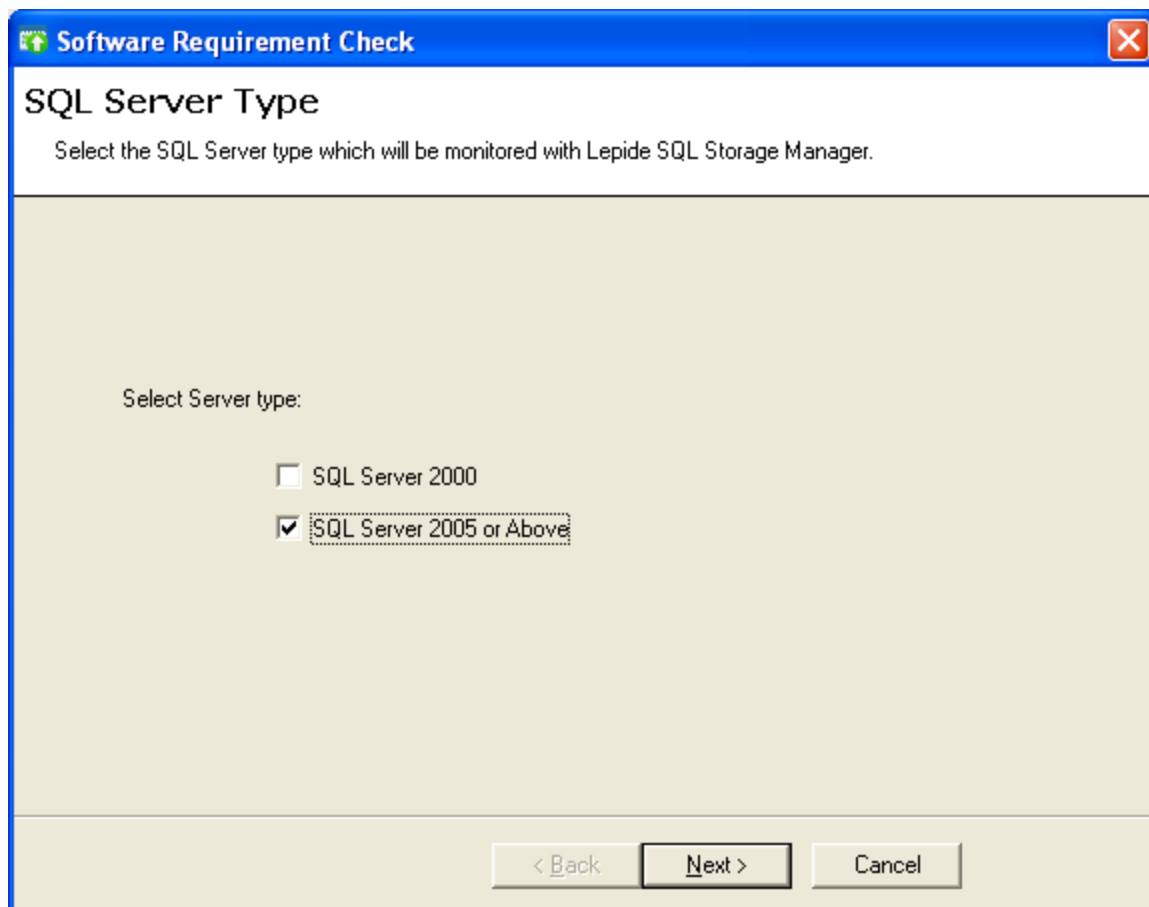 Software Requirement Check
SQL Server Type
Select the SQL Server type which will be monitored with Lepide SQL Storage Manager.
Select Server type:
SQL Server 2000
SQL Server 2005 or Above
< Back Next > Cancel